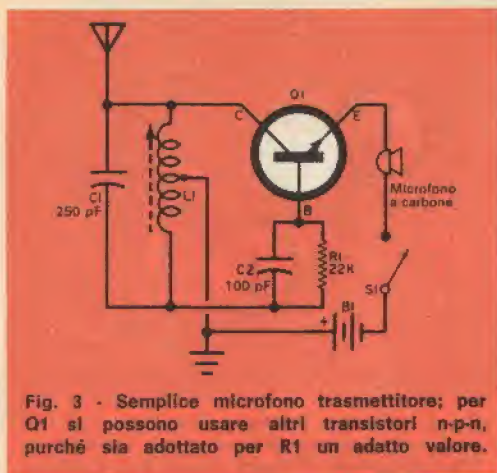 Q1
C
E
C1
250 pF
L1
Microfono
a carbone
B
C2
100 pF
R1
22K
S1
B1
+
Fig. 3 - Semplice microfono trasmettitore; per
Q1 si possono usare altri transistori n-p-n,
purché sia adottato per R1 un adatto valore.